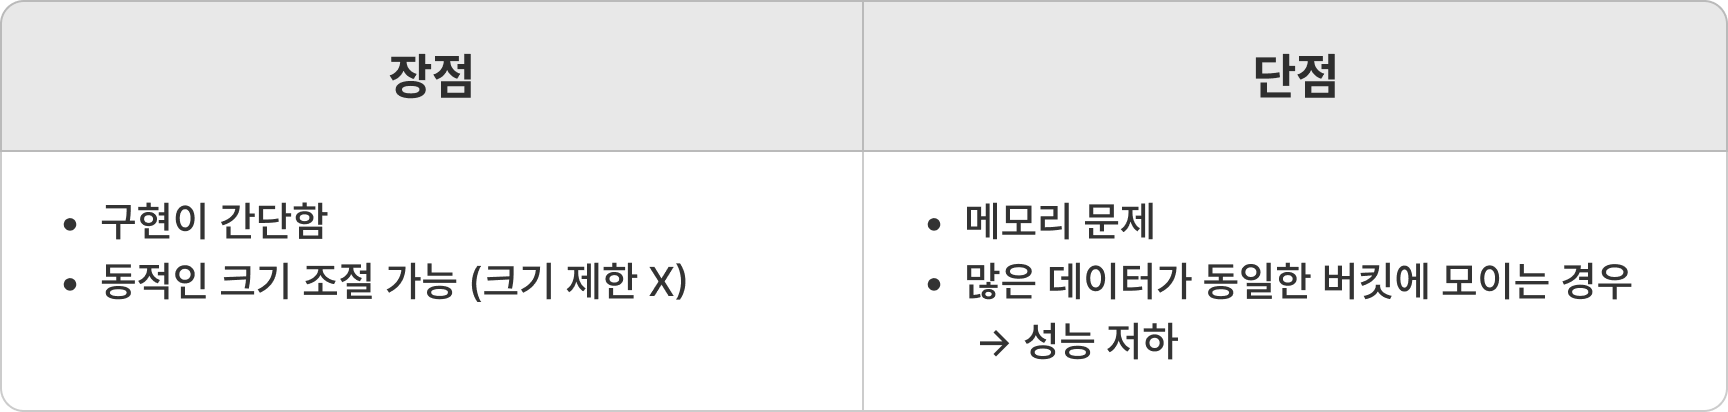 장점
단점
• 구현이 간단함
• 동적인 크기 조절 가능 (크기 제한 X)
• 메모리 문제
• 많은 데이터가 동일한 버킷에 모이는 경우
→ 성능 저하